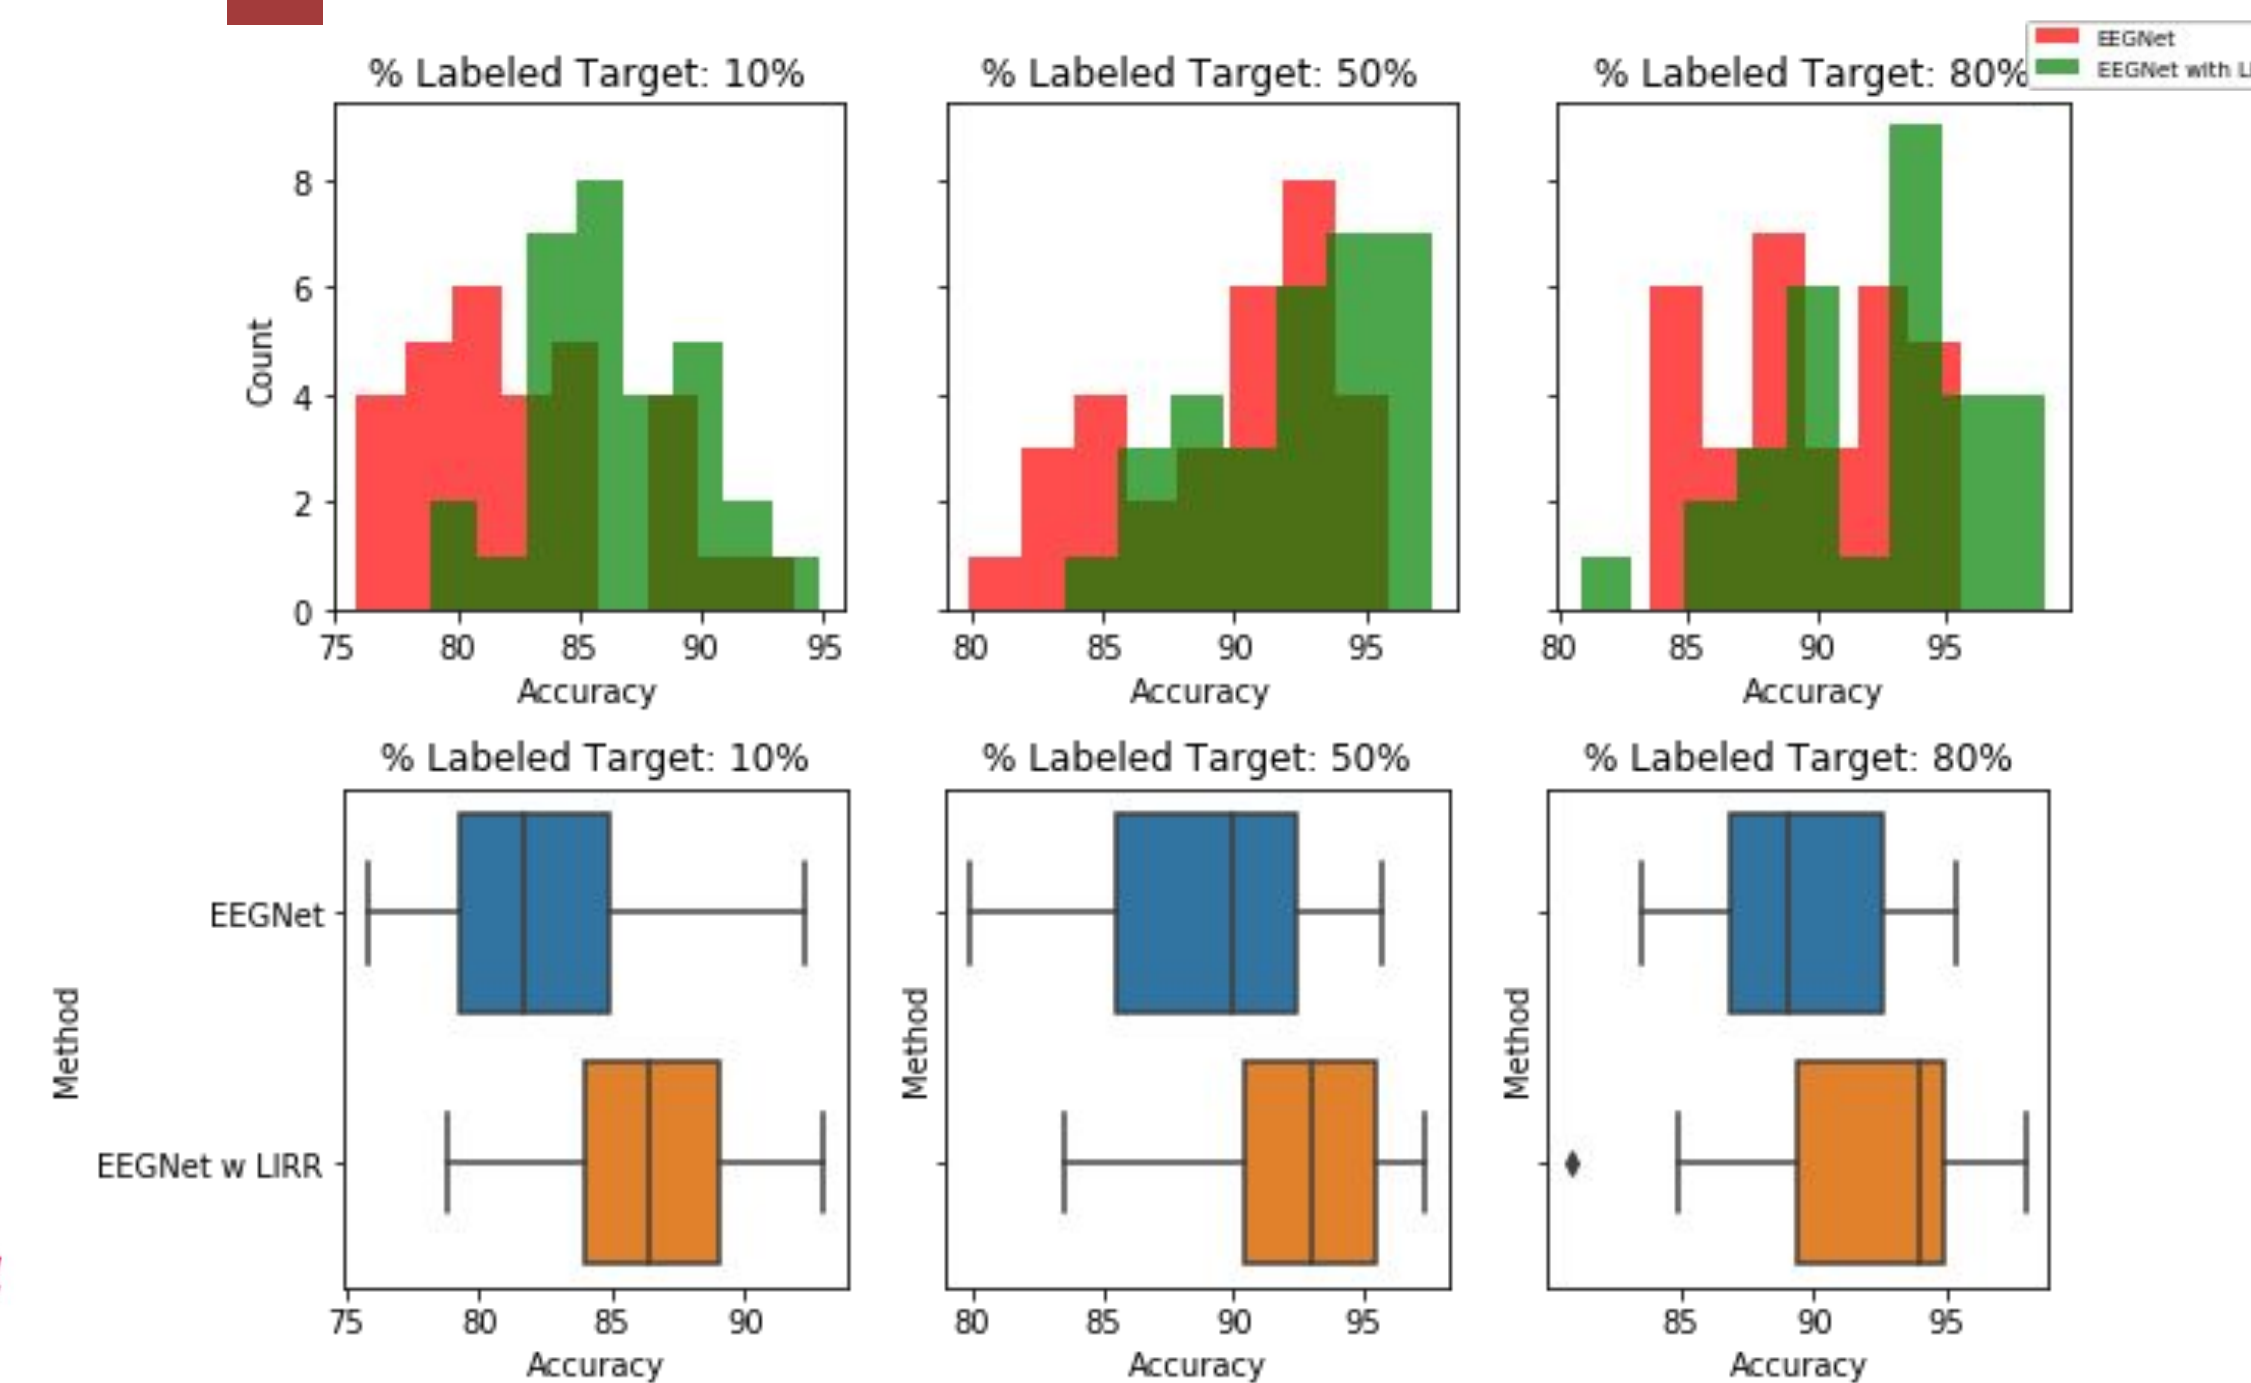 EEGNet
EEGNet with
% Labeled Target: 10%
% Labeled Target: 50%
% Labeled Target: 80%
Count
8
6
4
2
0
75 80 85 90 95
80 85 90 95
80 85 90 95
Accuracy
Accuracy
Accuracy
% Labeled Target: 10%
% Labeled Target: 50%
% Labeled Target: 80%
Method
EEGNet
EEGNet w LIRR
Method
Method
75 80 85 90
80 85 90 95
85 90 95
Accuracy
Accuracy
Accuracy